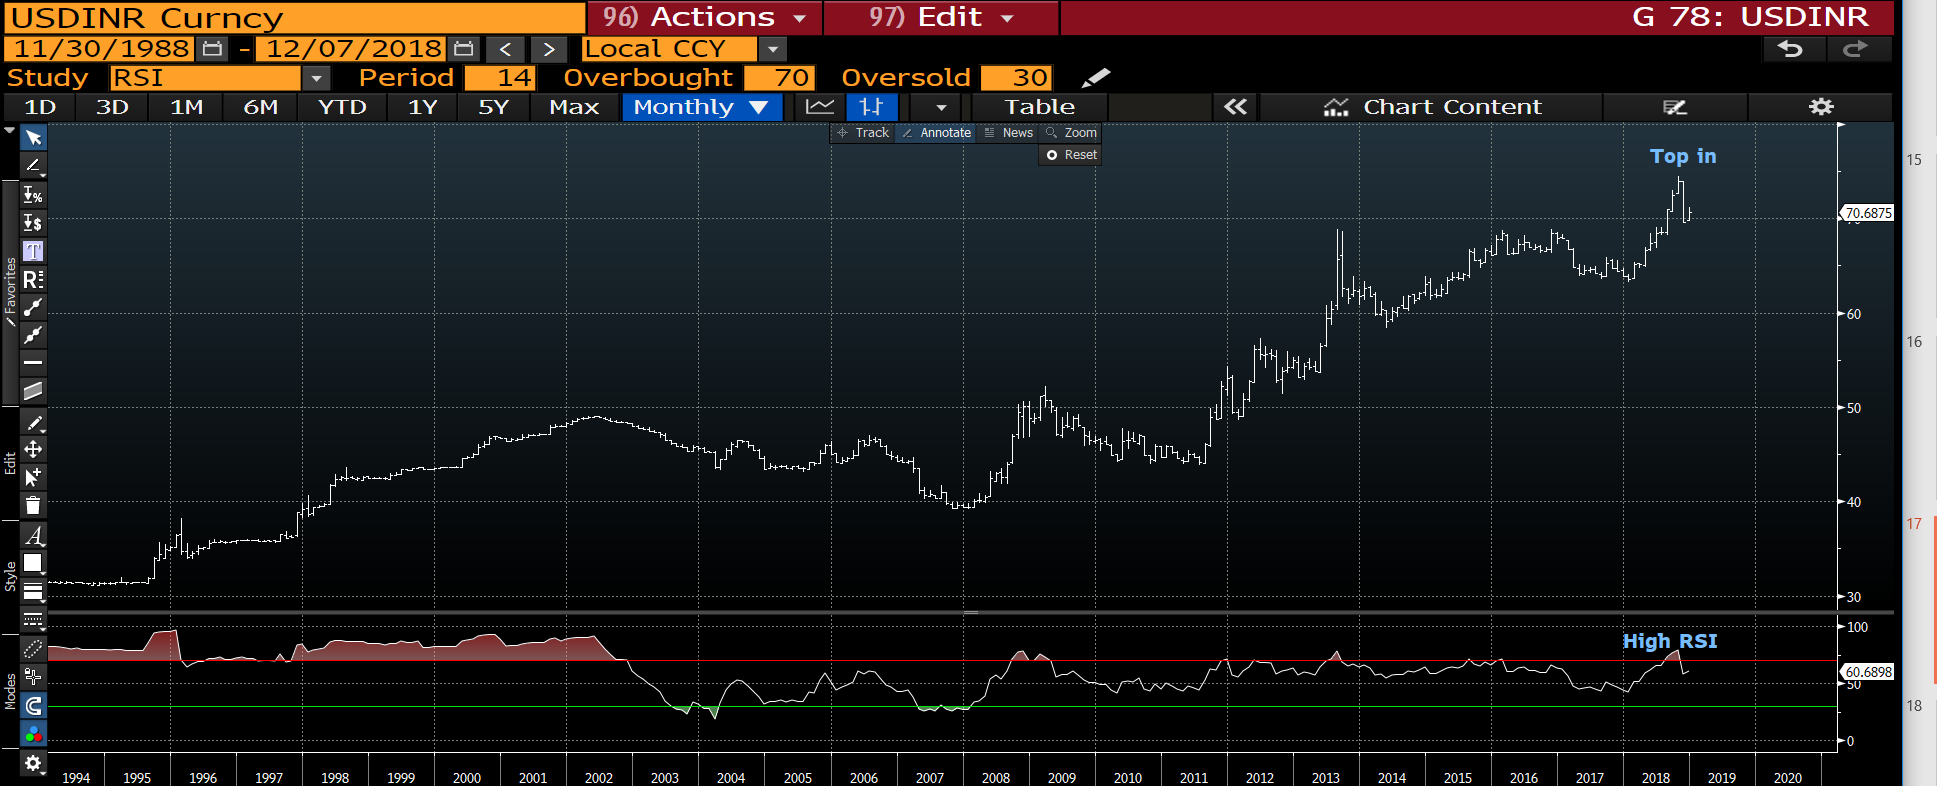 USDINR Curncy 96) Actions 97) Edit G 78: USDINR
11/30/1988 - 12/07/2018 < > Local CCY
Study RSI Period 14 Overbought 70 Oversold 30
1D 3D 1M 6M YTD 1Y 5Y Max Monthly Table Chart Content
Track Annotate News Zoom
Reset
Top in
15
Favorites
70.6875
60
16
50
Edit
40
17
Style
30
100
High RSI
60.6898
50
Modes
18
0
1994 1995 1996 1997 1998 1999 2000 2001 2002 2003 2004 2005 2006 2007 2008 2009 2010 2011 2012 2013 2014 2015 2016 2017 2018 2019 2020